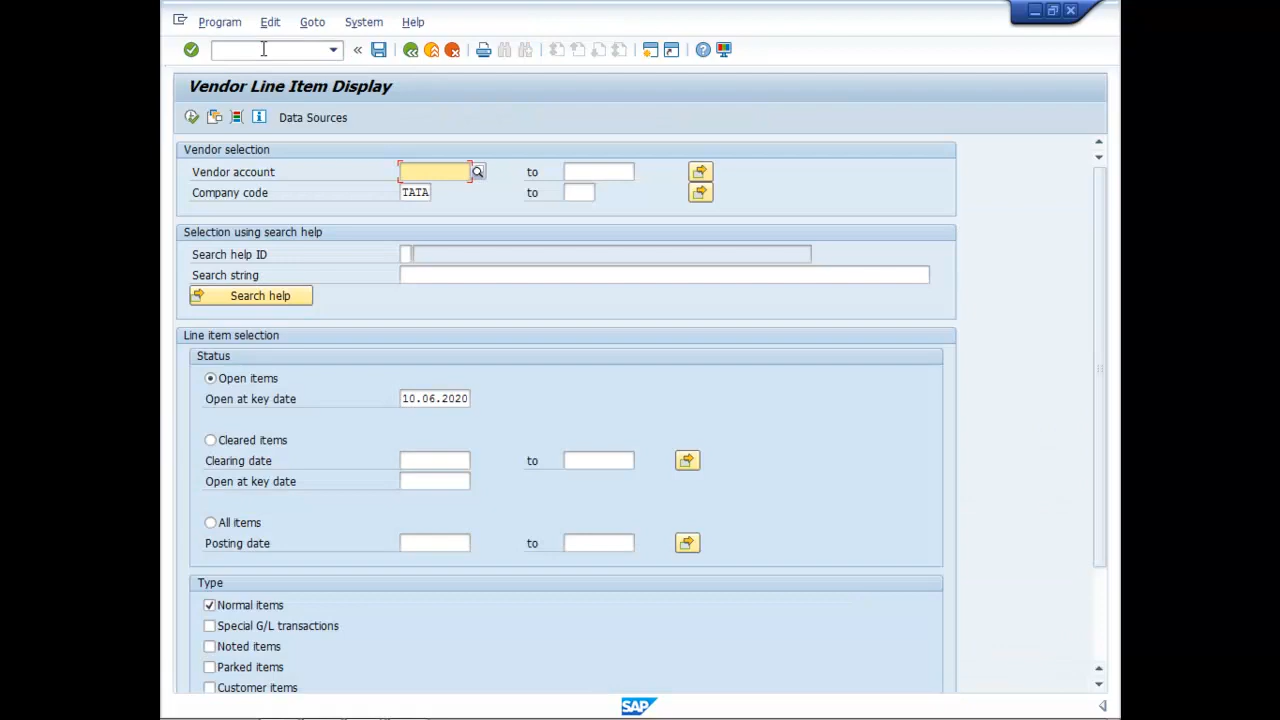 Program Edit Goto System Help
Vendor Line Item Display
Data Sources
Vendor selection
Vendor account to
Company code TATA to
Selection using search help
Search help ID
Search string
Search help
Line item selection
Status
Open items
Open at key date 10.06.2020
Cleared items
Clearing date to
Open at key date
All items
Posting date to
Type
Normal items
Special G/L transactions
Noted items
Parked items
Customer items
SAP